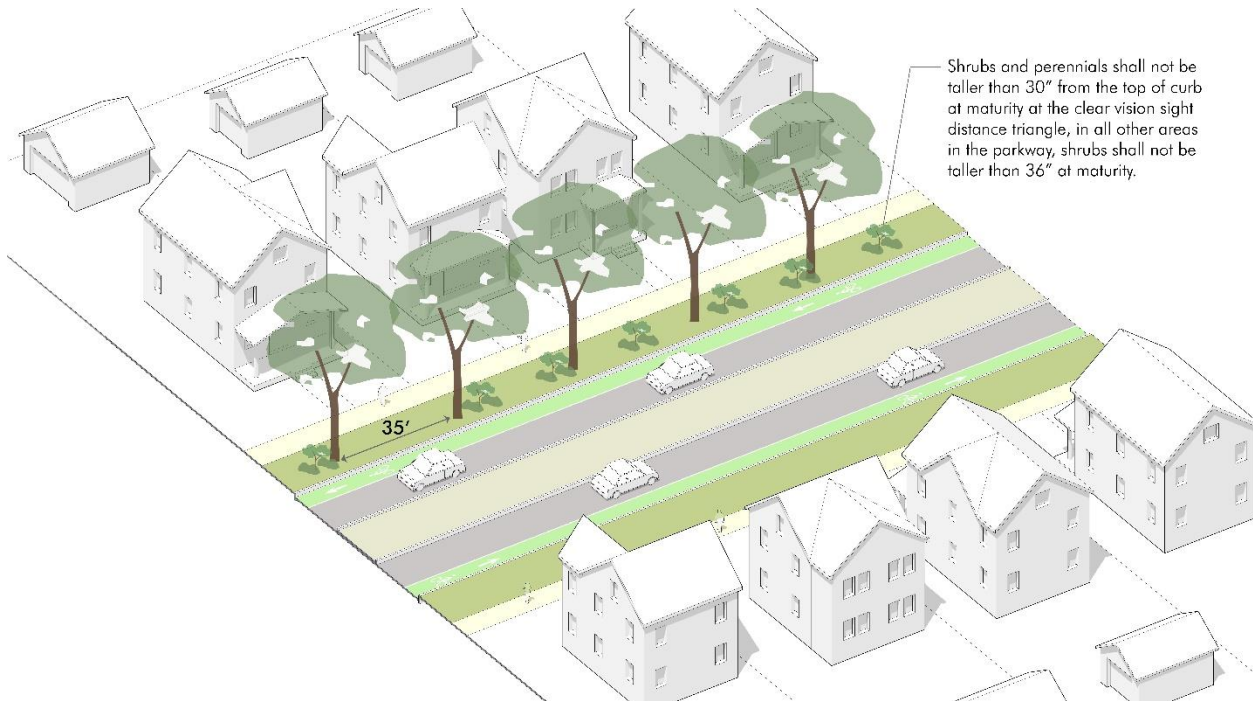 Shrubs and perennials shall not be
taller than 30” from the top of curb
at maturity at the clear vision sight
distance triangle, in all other areas
in the parkway, shrubs shall not be
taller than 36” at maturity.
35’